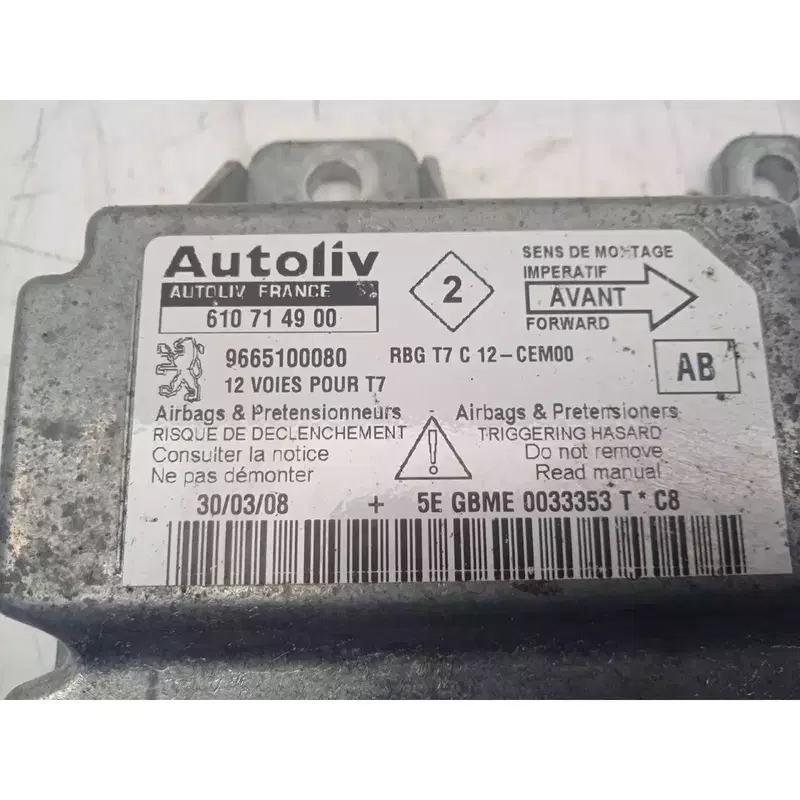 Autoliv
AUTOLIV FRANCE
610 71 49 00
2
SENS DE MONTAGE
IMPERATIF
AVANT
FORWARD
9665100080
RBG T7 C 12-CEM00
12 VOIES POUR T7
AB
Airbags & Pretensionneurs
RISQUE DE DECLENCHEMENT
Consulter la notice
Ne pas démonter
!
Airbags & Pretensioners
TRIGGERING HASARD
Do not remove
Read manual
30/03/08 + 5E GBME 0033353 T * C8